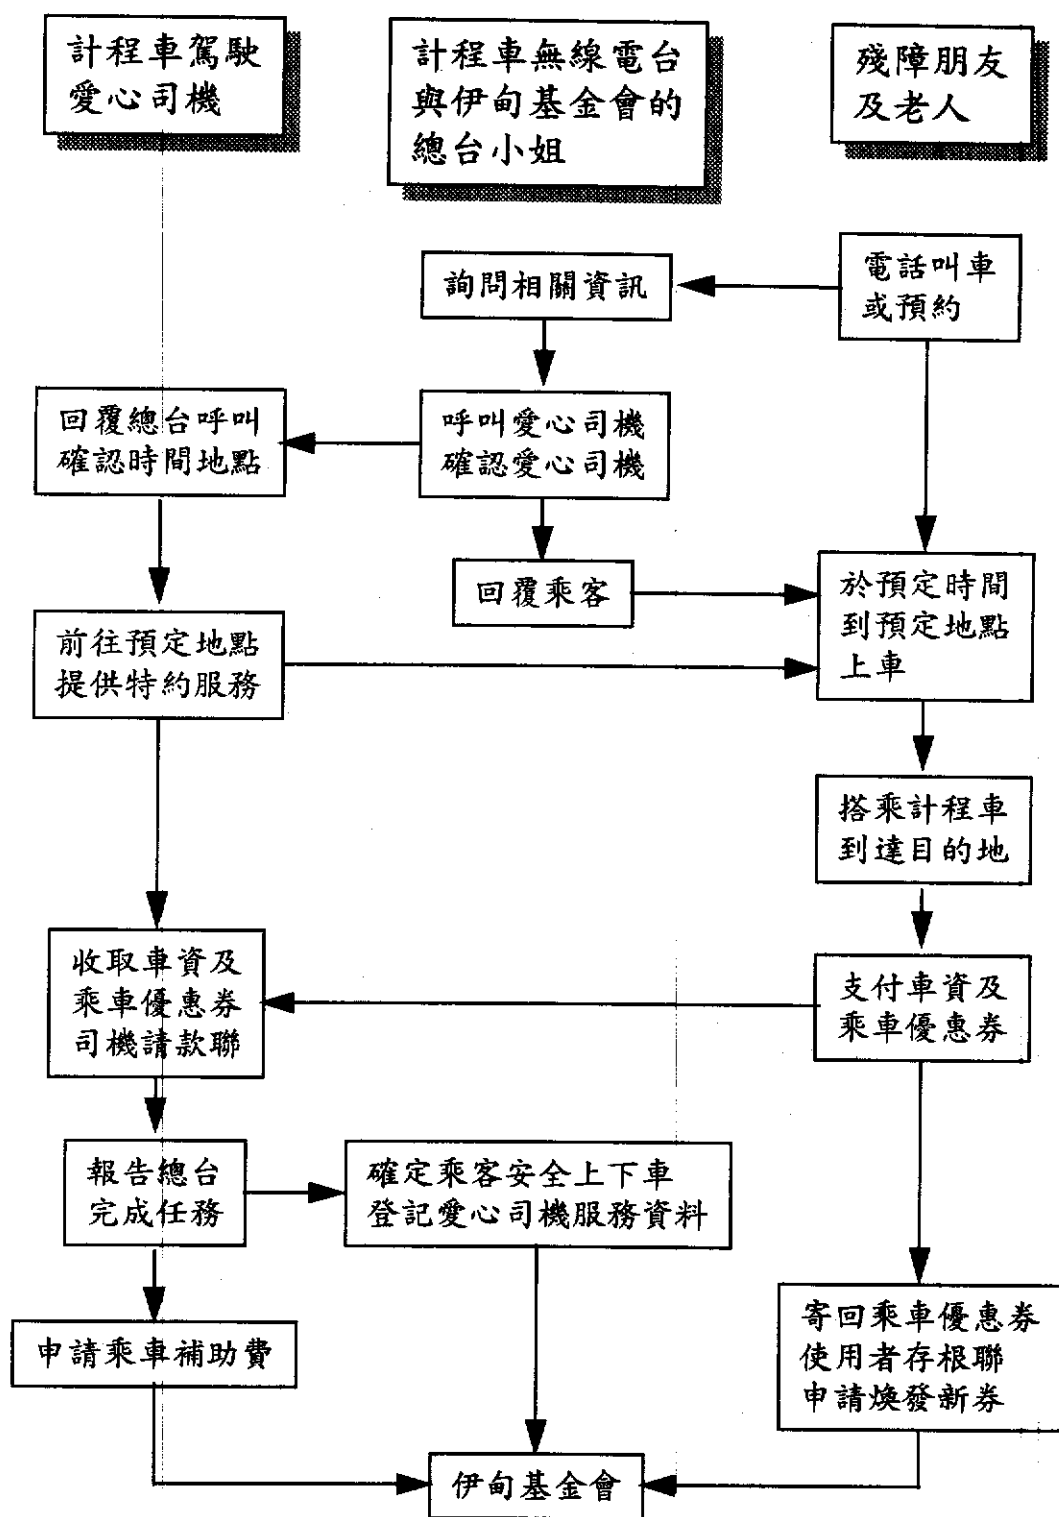 計程車駕駛
愛心司機
計程車無線電台
與伊甸基金會的
總台小姐
殘障朋友
及老人
電話叫車
或預約
詢問相關資訊
呼叫愛心司機
確認愛心司機
回覆總台呼叫
確認時間地點
回覆乘客
於預定時間
到預定地點
上車
前往預定地點
提供特約服務
搭乘計程車
到達目的地
支付車資及
乘車優惠券
收取車資及
乘車優惠券
司機請款聯
報告總台
完成任務
確定乘客安全上下車
登記愛心司機服務資料
申請乘車補助費
寄回乘車優惠券
使用者存根聯
申請煥發新券
伊甸基金會